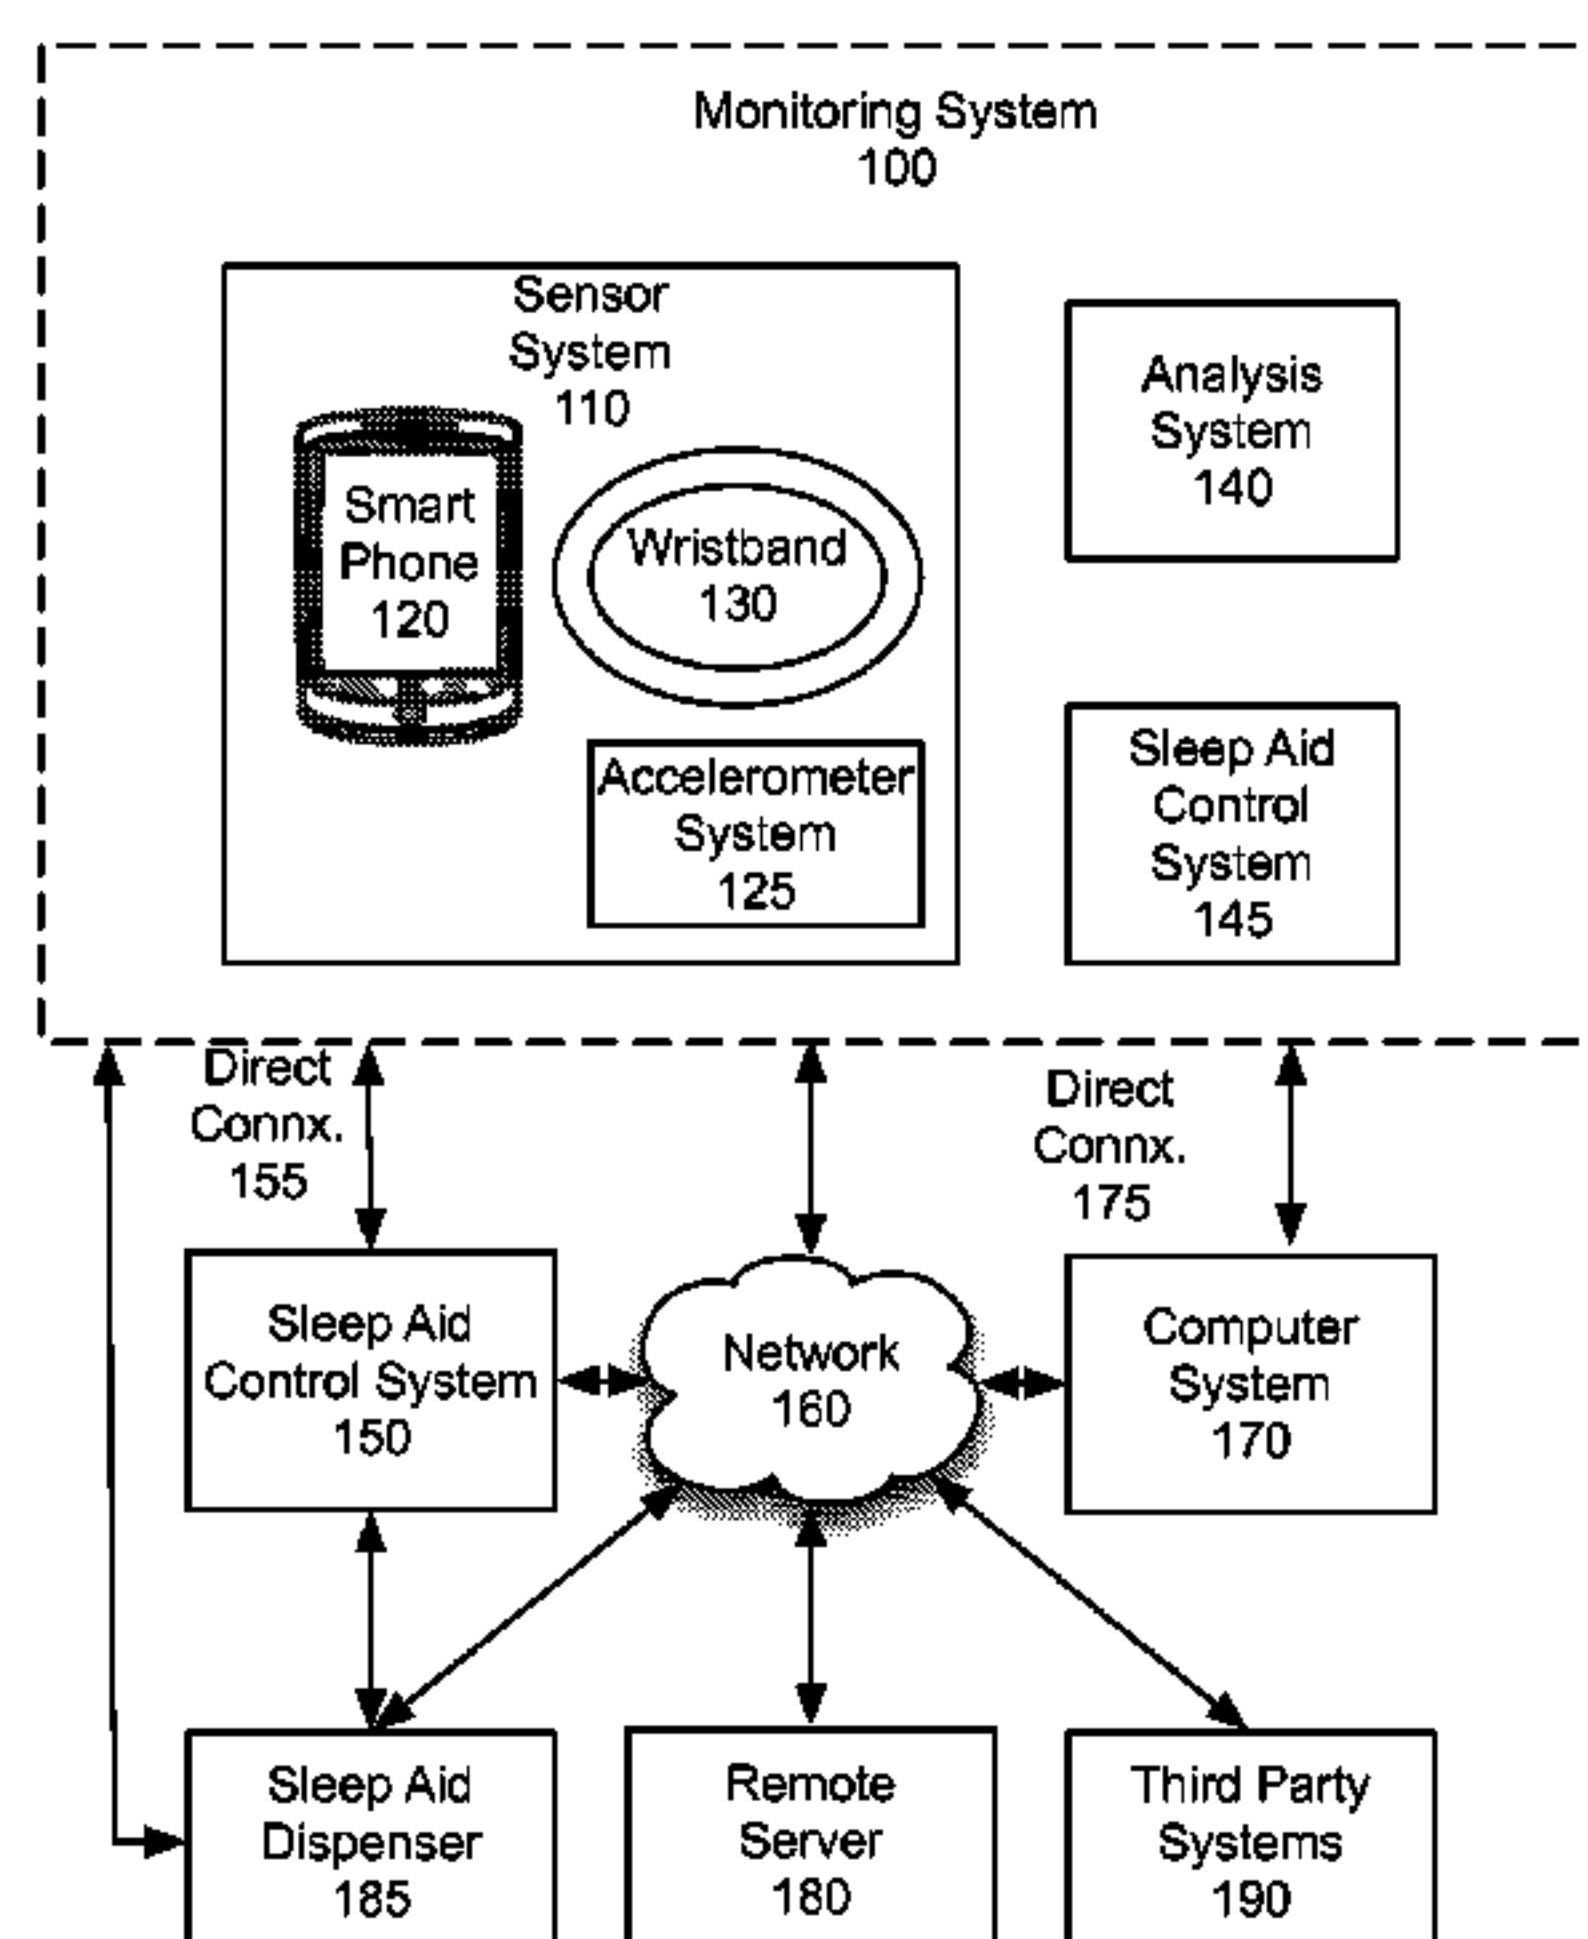 Monitoring System
100
Sensor
System
110
Smart
Phone
120
Wristband
130
Accelerometer
System
125
Analysis
System
140
Sleep Aid
Control
System
145
Direct
Connx.
155
Direct
Connx.
175
Sleep Aid
Control System
150
Network
160
Computer
System
170
Sleep Aid
Dispenser
185
Remote
Server
180
Third Party
Systems
190